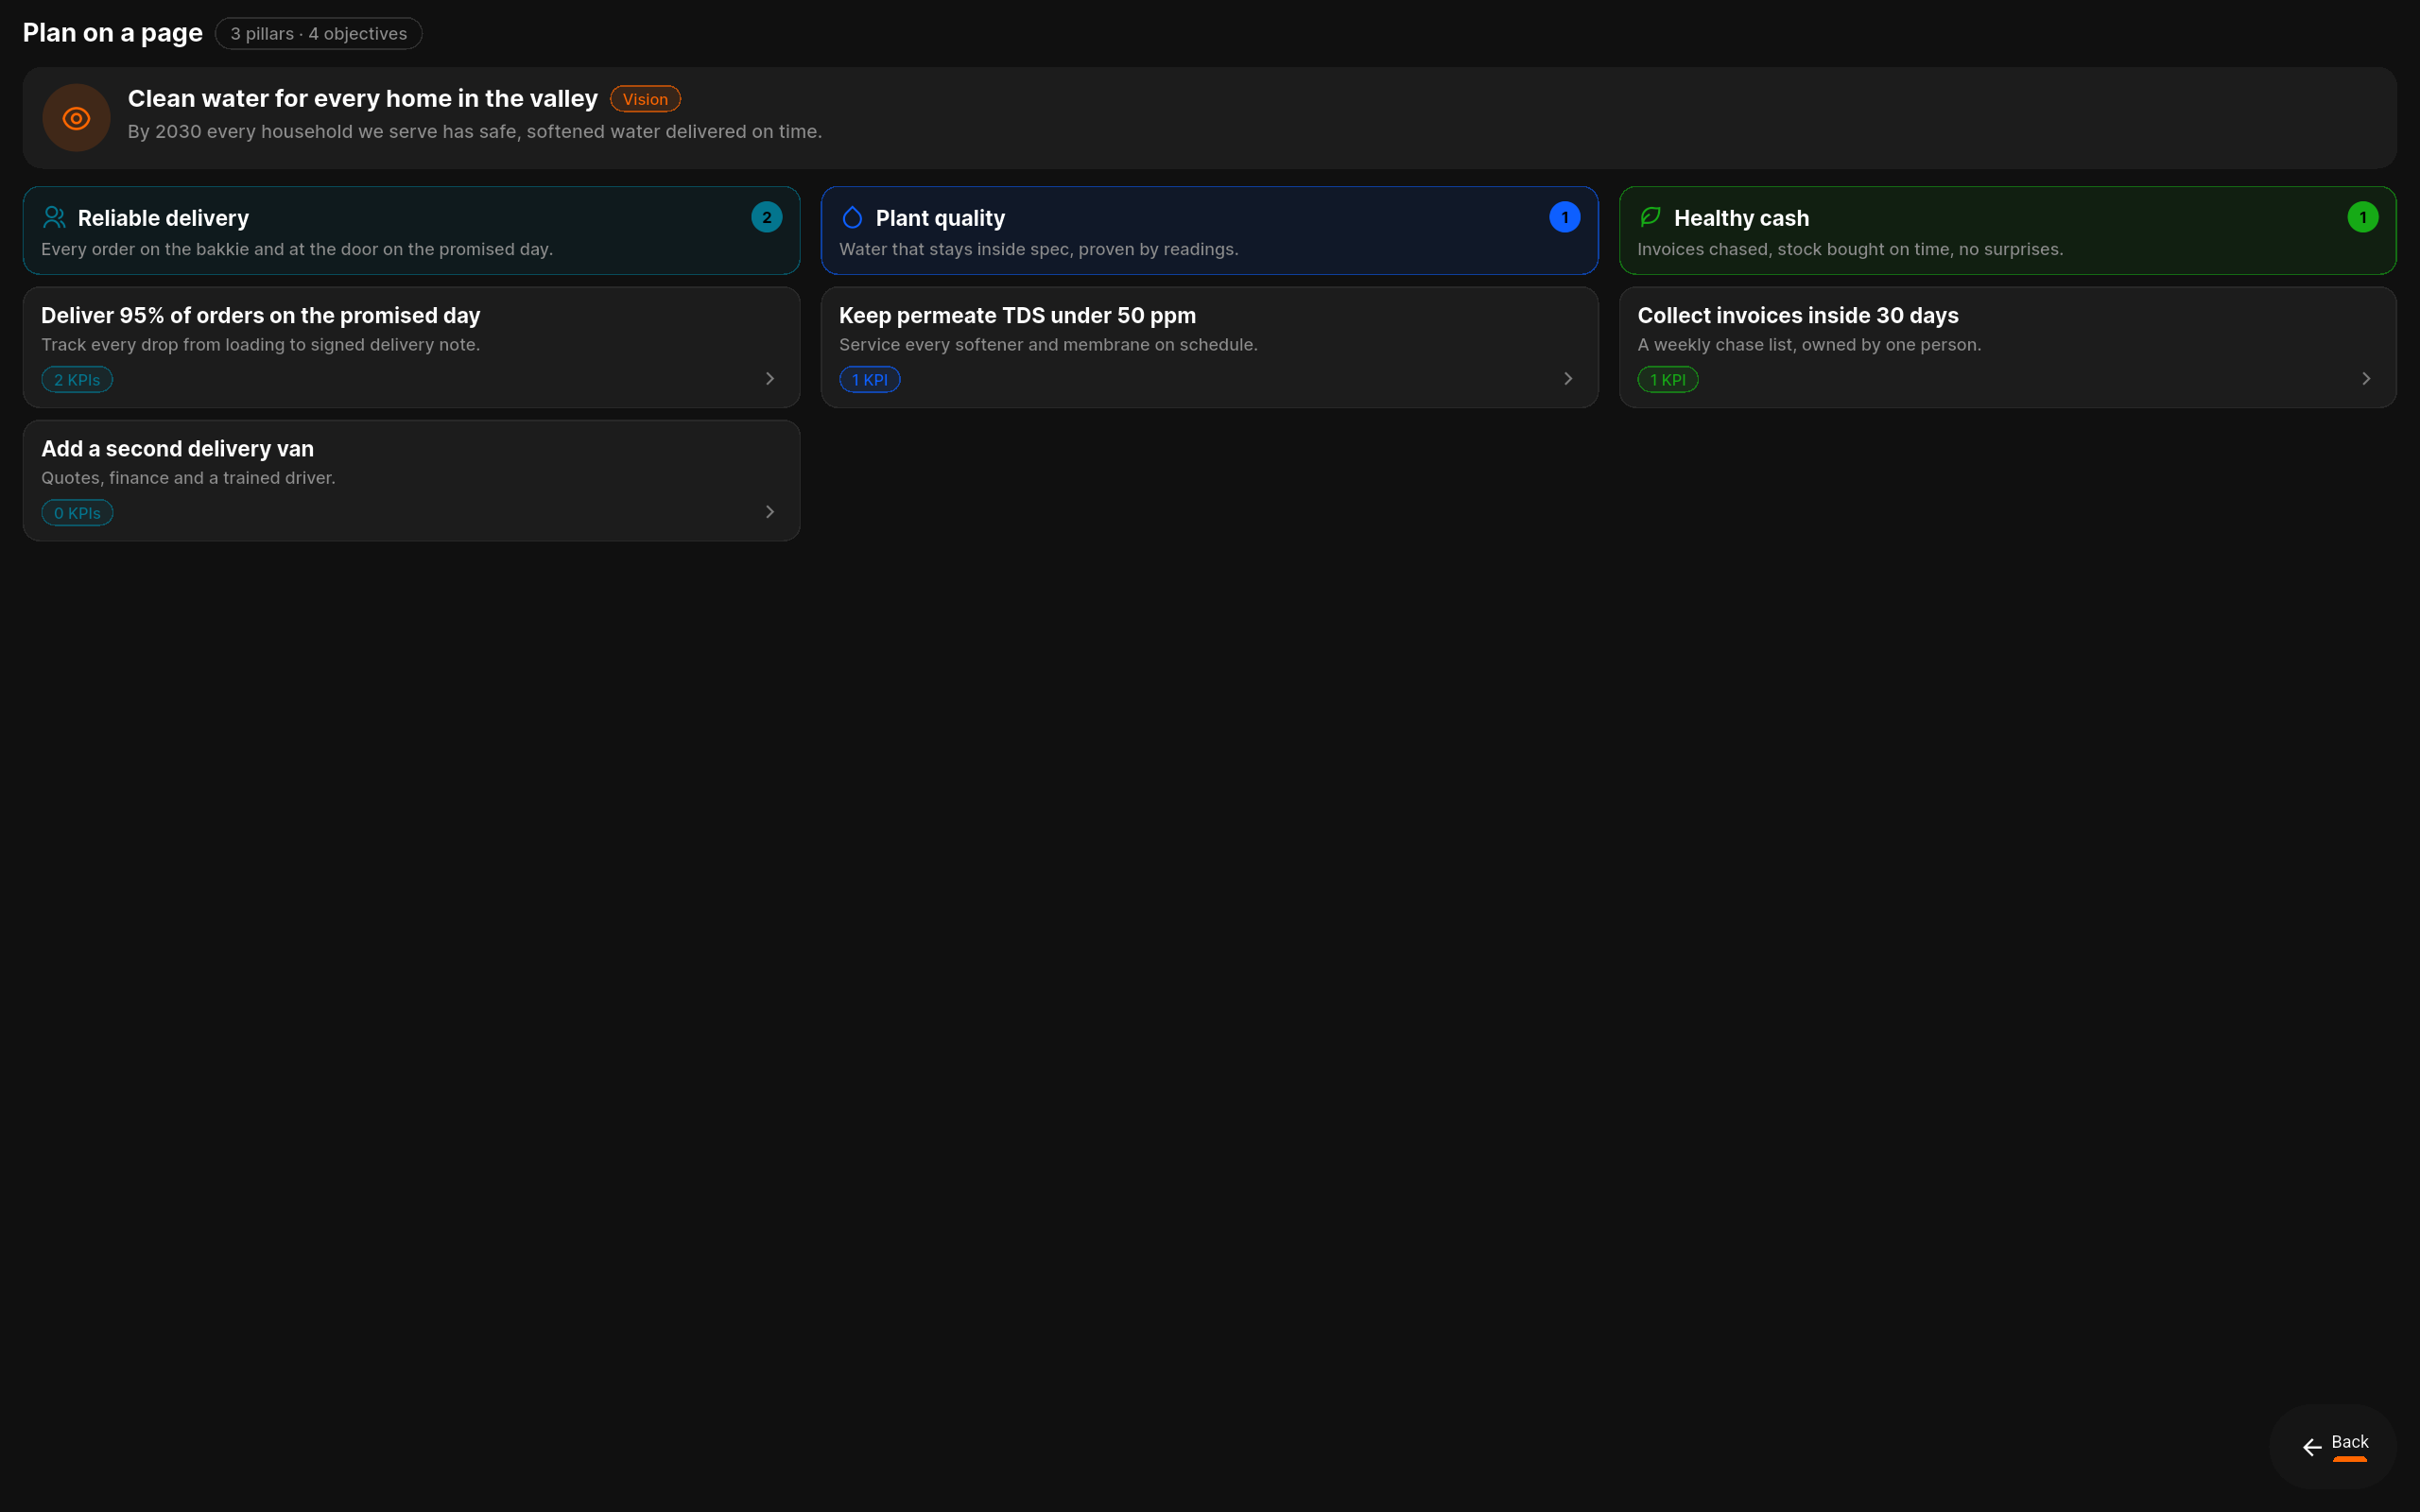 Plan on a page
3 pillars · 4 objectives
Clean water for every home in the valley
Vision
By 2030 every household we serve has safe, softened water delivered on time.
Reliable delivery
2
Every order on the bakkie and at the door on the promised day.
Plant quality
1
Water that stays inside spec, proven by readings.
Healthy cash
1
Invoices chased, stock bought on time, no surprises.
Deliver 95% of orders on the promised day
Track every drop from loading to signed delivery note.
2 KPIs
Keep permeate TDS under 50 ppm
Service every softener and membrane on schedule.
1 KPI
Collect invoices inside 30 days
A weekly chase list, owned by one person.
1 KPI
Add a second delivery van
Quotes, finance and a trained driver.
0 KPIs
Back